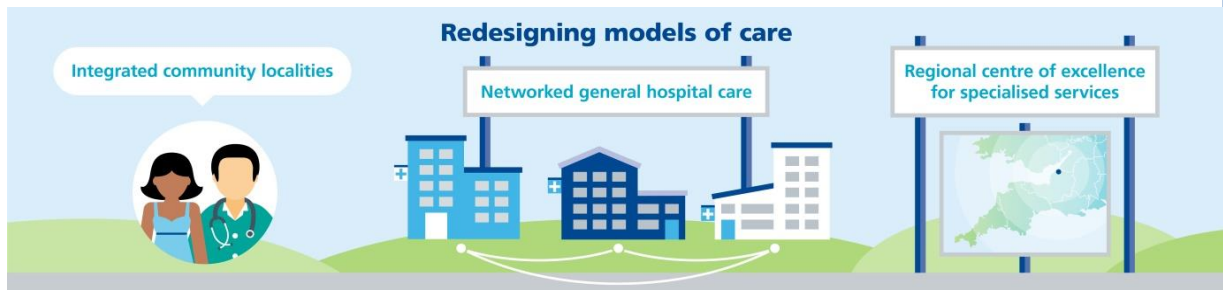 Redesigning models of care
Integrated community localities
Networked general hospital care
Regional centre of excellence
for specialised services